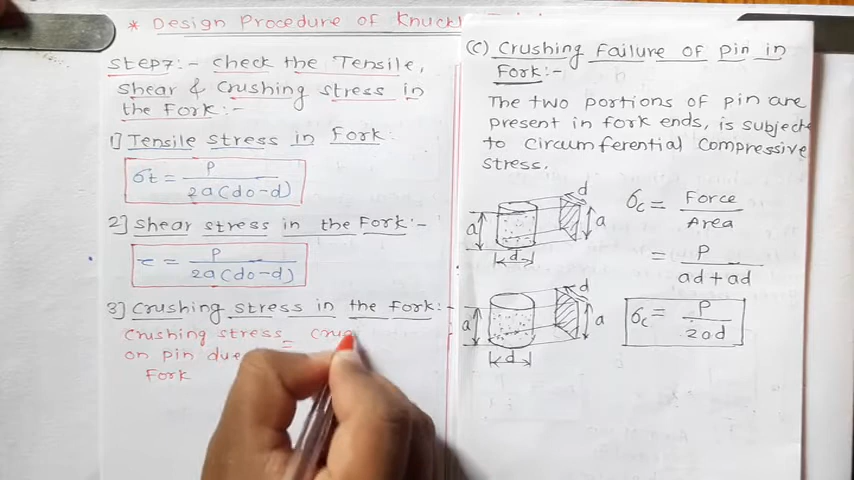 * Design Procedure of Knuckl
Step7:- Check the Tensile,
Shear & Crushing stress in
the Fork:-
1] Tensile stress in Fork:
σt = P / 2a(do-d)
2] Shear stress in the Fork:-
τ = P / 2a(do-d)
3] Crushing stress in the Fork:-
Crushing stress = Crus
on pin due
Fork
(C) Crushing Failure of Pin in
Fork:-
The two portions of pin are
present in fork ends, is subject
to Circumferential Compressive
stress.
d
a
a
d
σc = Force / Area
= P / ad + ad
d
a
a
d
σc = P / 2ad